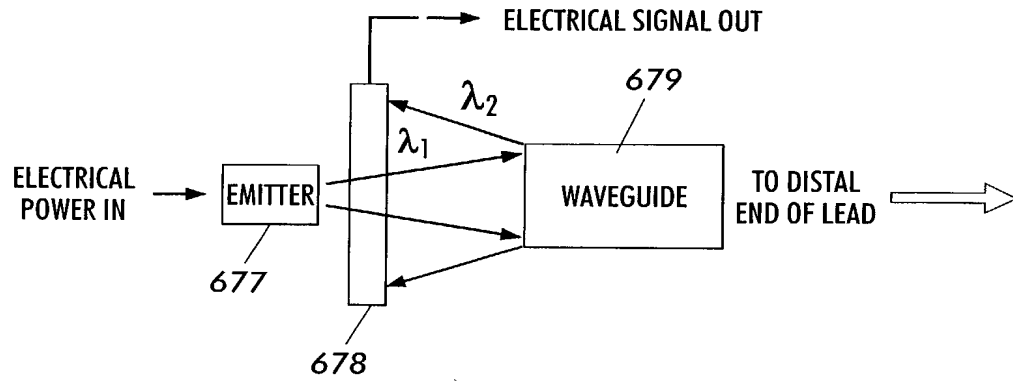 ELECTRICAL SIGNAL OUT
679
λ2
λ1
ELECTRICAL
POWER IN
EMITTER
WAVEGUIDE
TO DISTAL
END OF LEAD
677
678